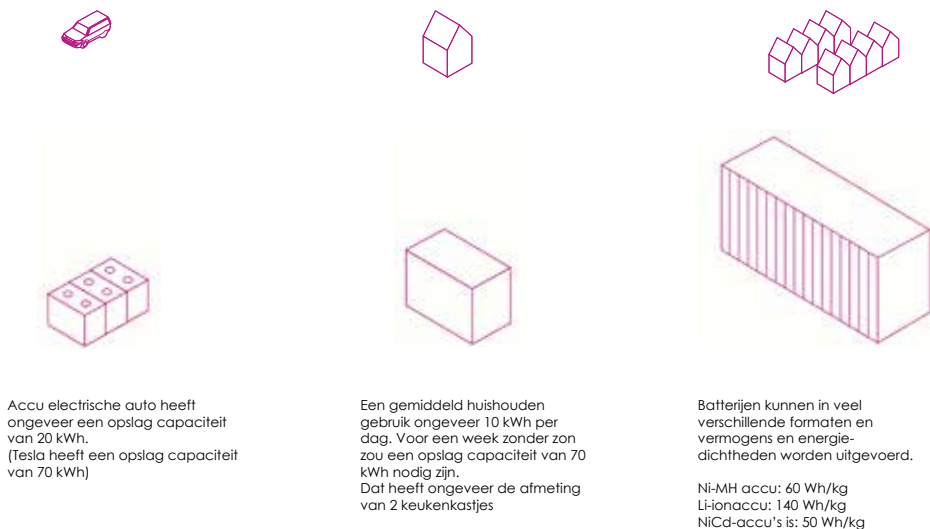 Accu electrische auto heeft
ongeveer een opslag capaciteit
van 20 kWh.
(Tesla heeft een opslag capaciteit
van 70 kWh)
Een gemiddeld huishouden
gebruik ongeveer 10 kWh per
dag. Voor een week zonder zon
zou een opslag capaciteit van 70
kWh nodig zijn.
Dat heeft ongeveer de afmeting
van 2 keukenkastjes
Batterijen kunnen in veel
verschillende formaten en
vermogens en energie-
dichtheden worden uitgevoerd.
Ni-MH accu: 60 Wh/kg
Li-ionaccu: 140 Wh/kg
NiCd-accu's is: 50 Wh/kg